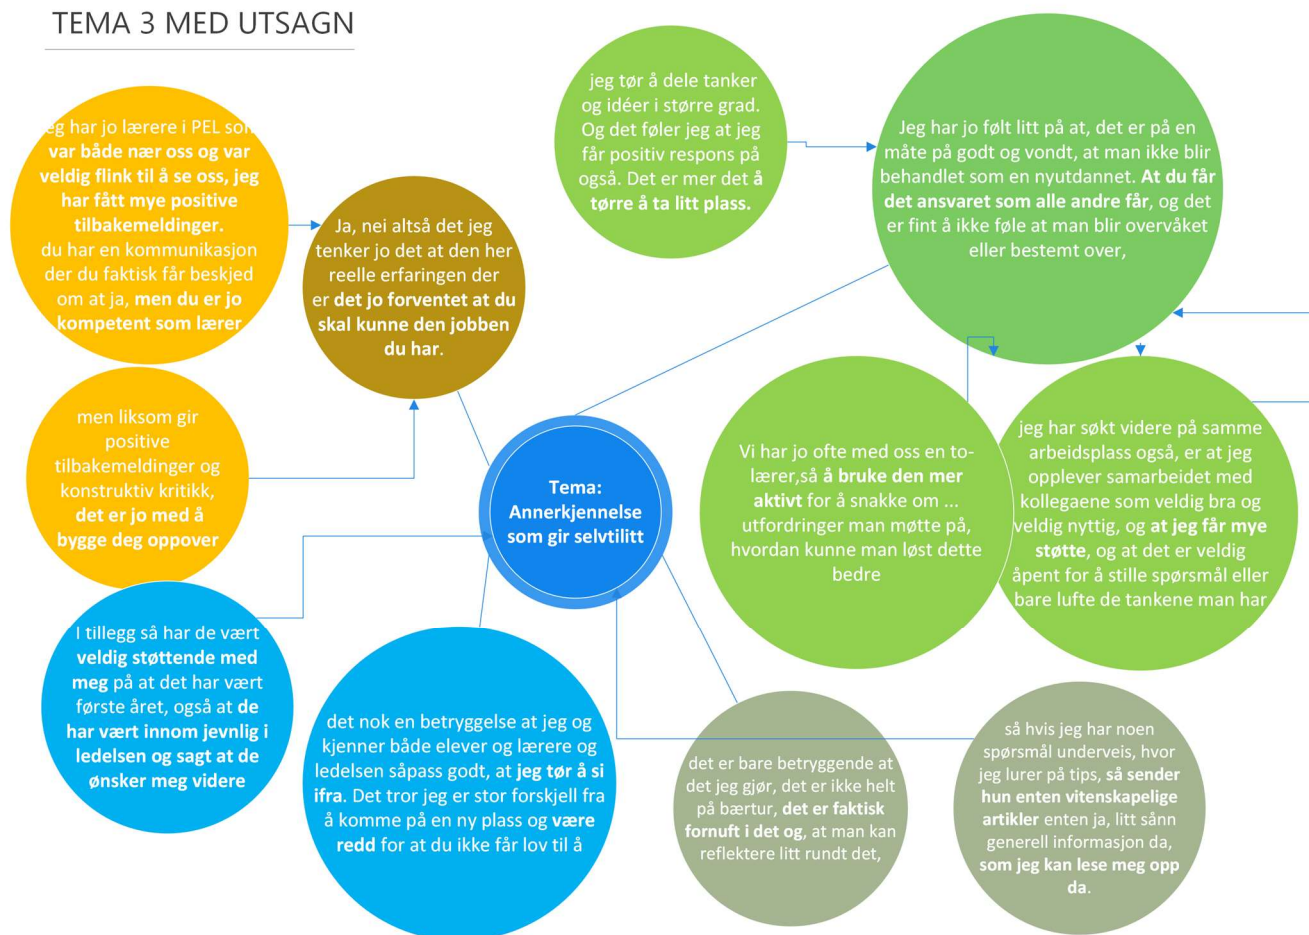 TEMA 3 MED UTSAGN
jeg har jo lærere i PEL som
var både nær oss og var
veldig flink til å se oss, jeg
har fått mye positive
tilbakemeldinger.
du har en kommunikasjon
der du faktisk får beskjed
om at ja, men du er jo
kompetent som lærer
Ja, nei altså det jeg
tenker jo det at den her
reelle erfaringen der
er det jo forventet at du
skal kunne den jobben
du har.
jeg tør å dele tanker
og idéer i større grad.
Og det føler jeg at jeg
får positiv respons på
også. Det er mer det å
tørre å ta litt plass.
Jeg har jo følt litt på at, det er på en
måte på godt og vondt, at man ikke blir
behandlet som en nyutdannet. At du får
det ansvaret som alle andre får, og det
er fint å ikke føle at man blir overvåket
eller bestemt over,
men liksom gir
positive
tilbakemeldinger og
konstruktiv kritikk,
det er jo med å
bygge deg oppover
Tema:
Annerkjennelse
som gir selvtilitt
Vi har jo ofte med oss en to-
lærer,så å bruke den mer
aktivt for å snakke om ...
utfordringer man møtte på,
hvordan kunne man løst dette
bedre
jeg har søkt videre på samme
arbeidsplass også, er at jeg
opplever samarbeidet med
kollegaene som veldig bra og
veldig nyttig, og at jeg får mye
støtte, og at det er veldig
åpent for å stille spørsmål eller
bare lufte de tankene man har
I tillegg så har de vært
veldig støttende med
meg på at det har vært
første året, også at de
har vært innom jevnlig i
ledelsen og sagt at de
ønsker meg videre
det nok en betryggelse at jeg og
kjenner både elever og lærere og
ledelsen såpass godt, at jeg tør å si
ifra. Det tror jeg er stor forskjell fra
å komme på en ny plass og være
redd for at du ikke får lov til å
det er bare betryggende at
det jeg gjør, det er ikke helt
på bærtur, det er faktisk
fornuft i det og, at man kan
reflektere litt rundt det,
så hvis jeg har noen
spørsmål underveis, hvor
jeg lurer på tips, så sender
hun enten vitenskapelige
artikler enten ja, litt sånn
generell informasjon da,
som jeg kan lese meg opp
da.